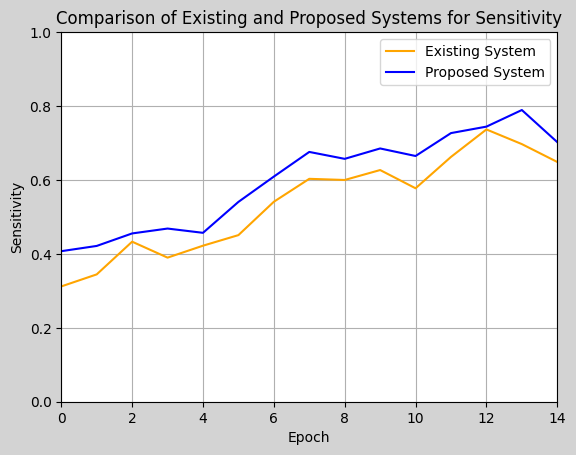 Comparison of Existing and Proposed Systems for Sensitivity
Existing System
Proposed System
Sensitivity
1.0
0.8
0.6
0.4
0.2
0.0
0 2 4 6 8 10 12 14
Epoch